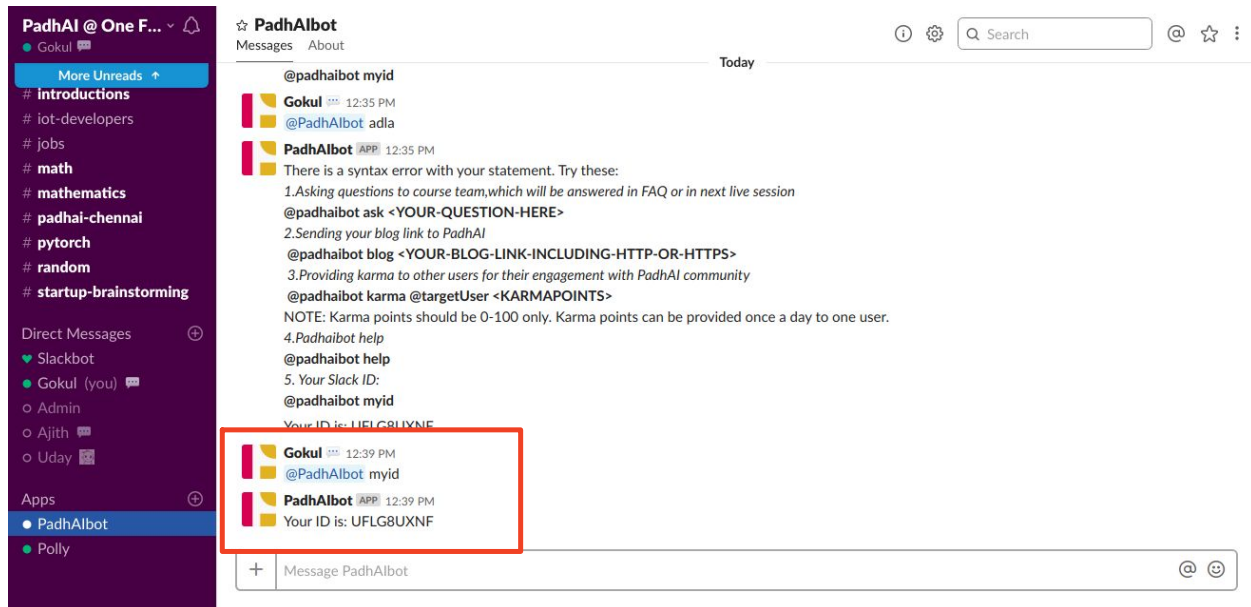 PadhAI @ One F...
Gokul
More Unreads ↑
# introductions
# iot-developers
# jobs
# math
# mathematics
# padhai-chennai
# pytorch
# random
# startup-brainstorming
Direct Messages
Slackbot
Gokul (you)
Admin
Ajith
Uday
Apps
PadhAIbot
Polly
PadhAIbot
Messages About
Search
Today
@padhaibot myid
Gokul 12:35 PM
@PadhAIbot adla
PadhAIbot APP 12:35 PM
There is a syntax error with your statement. Try these:
1.Asking questions to course team,which will be answered in FAQ or in next live session
@padhaibot ask <YOUR-QUESTION-HERE>
2.Sending your blog link to PadhAI
@padhaibot blog <YOUR-BLOG-LINK-INCLUDING-HTTP-OR-HTTPS>
3.Providing karma to other users for their engagement with PadhAI community
@padhaibot karma @targetUser <KARMAPOINTS>
NOTE: Karma points should be 0-100 only. Karma points can be provided once a day to one user.
4.Padhaibot help
@padhaibot help
5. Your Slack ID:
@padhaibot myid
Your ID is: UFLG8UXNF
Gokul 12:39 PM
@PadhAIbot myid
PadhAIbot APP 12:39 PM
Your ID is: UFLG8UXNF
Message PadhAIbot